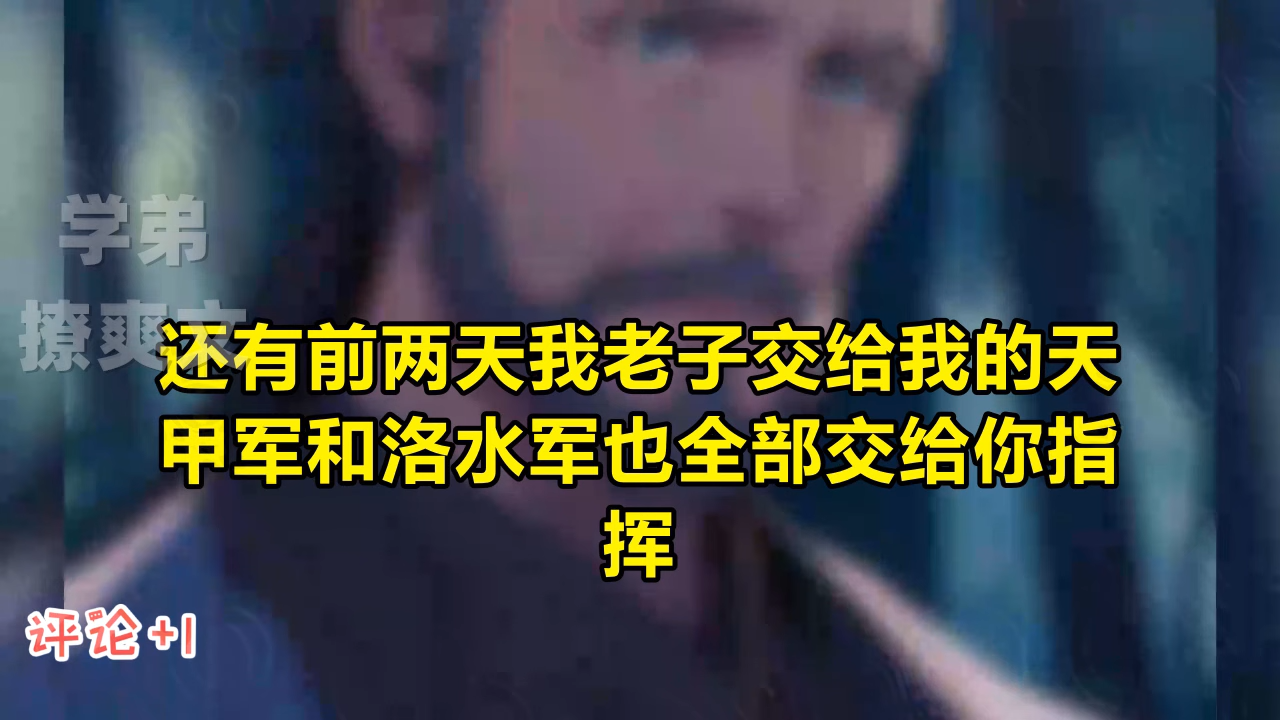 学弟
撩爽文
还有前两天我老子交给我的天
甲军和洛水军也全部交给你指
挥
评论+1